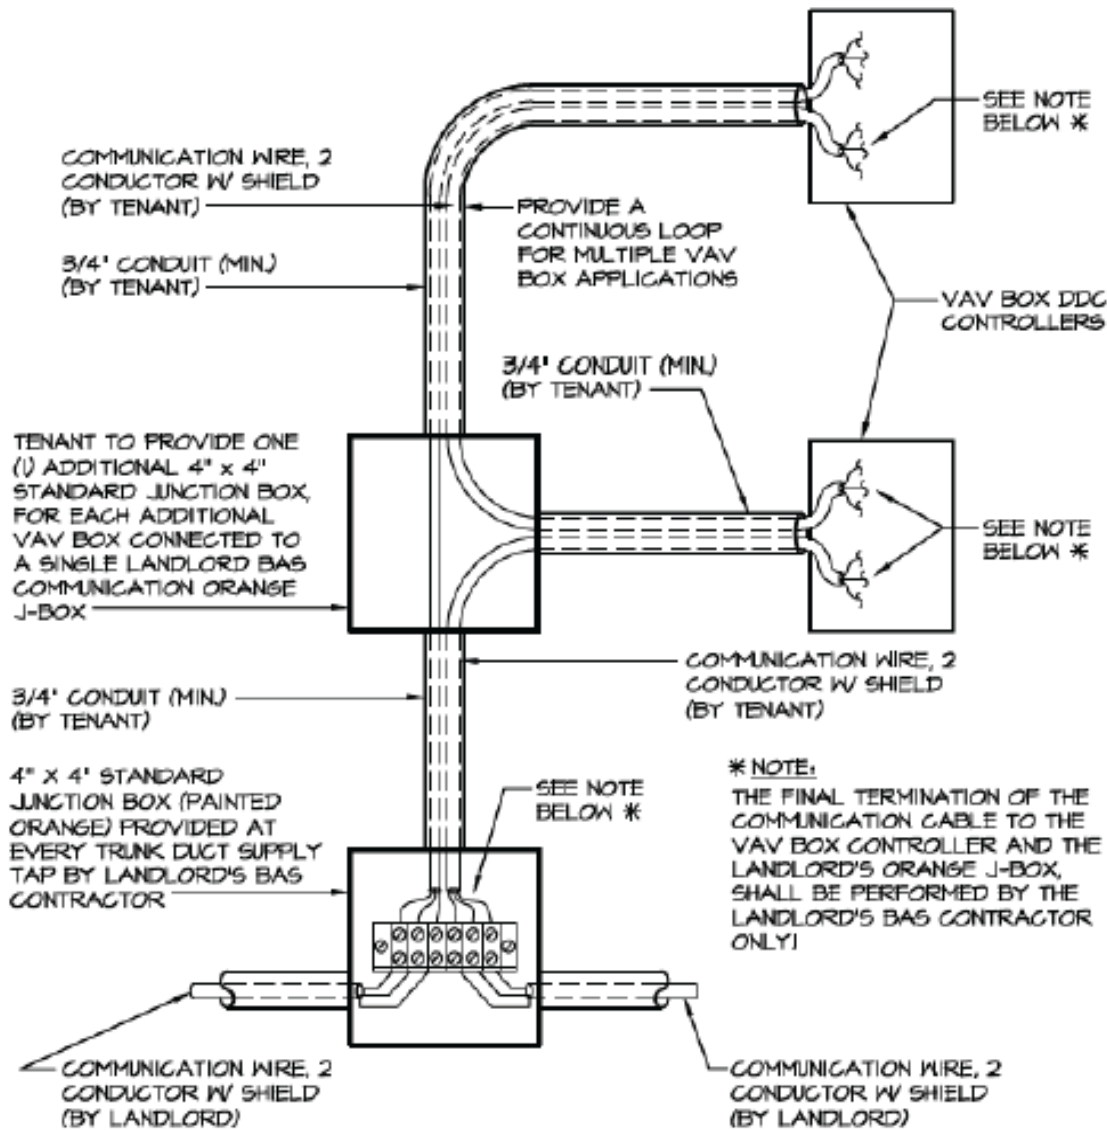 SEE NOTE
BELOW *
COMMUNICATION WIRE, 2
CONDUCTOR W/ SHIELD
(BY TENANT)
PROVIDE A
CONTINUOUS LOOP
FOR MULTIPLE VAV
BOX APPLICATIONS
3/4" CONDUIT (MIN.)
(BY TENANT)
VAV BOX DDC
CONTROLLERS
3/4" CONDUIT (MIN.)
(BY TENANT)
TENANT TO PROVIDE ONE
(1) ADDITIONAL 4" x 4"
STANDARD JUNCTION BOX,
FOR EACH ADDITIONAL
VAV BOX CONNECTED TO
A SINGLE LANDLORD BAS
COMMUNICATION ORANGE
J-BOX
SEE NOTE
BELOW *
COMMUNICATION WIRE, 2
CONDUCTOR W/ SHIELD
(BY TENANT)
3/4" CONDUIT (MIN.)
(BY TENANT)
4" X 4" STANDARD
JUNCTION BOX (PAINTED
ORANGE) PROVIDED AT
EVERY TRUNK DUCT SUPPLY
TAP BY LANDLORD'S BAS
CONTRACTOR
SEE NOTE
BELOW *
* NOTE:
THE FINAL TERMINATION OF THE
COMMUNICATION CABLE TO THE
VAV BOX CONTROLLER AND THE
LANDLORD'S ORANGE J-BOX,
SHALL BE PERFORMED BY THE
LANDLORD'S BAS CONTRACTOR
ONLY!
COMMUNICATION WIRE, 2
CONDUCTOR W/ SHIELD
(BY LANDLORD)
COMMUNICATION WIRE, 2
CONDUCTOR W/ SHIELD
(BY LANDLORD)